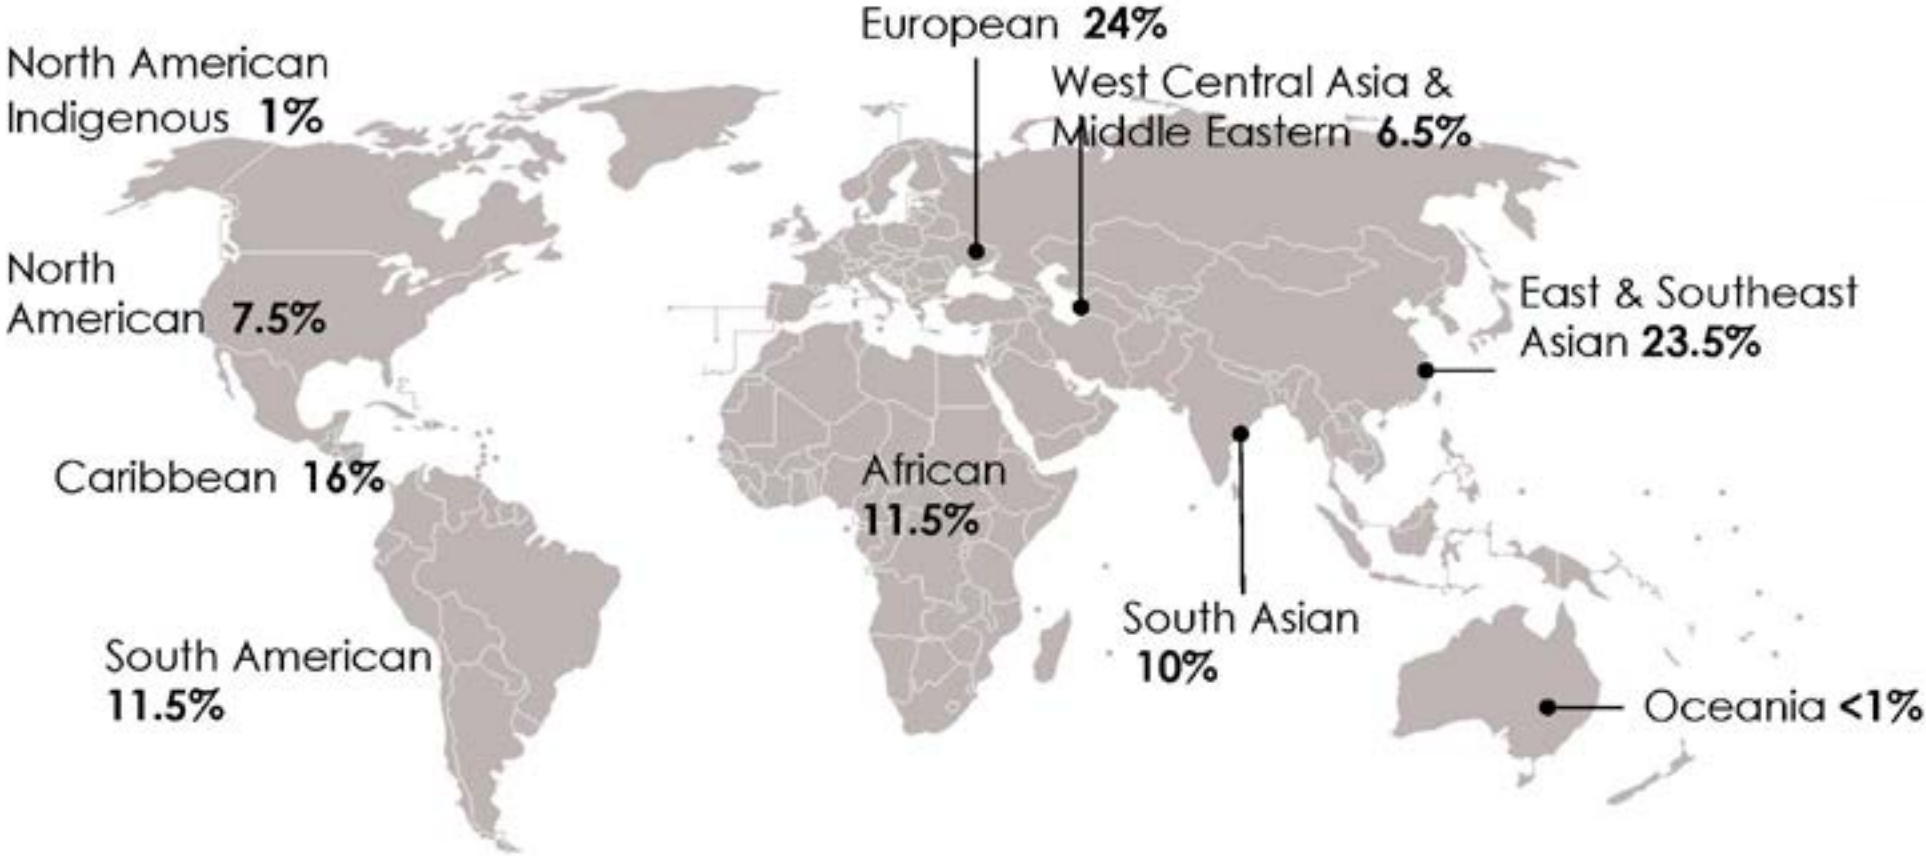 European 24%
North American
Indigenous 1%
West Central Asia &
Middle Eastern 6.5%
North
American 7.5%
East & Southeast
Asian 23.5%
Caribbean 16%
African
11.5%
South Asian
10%
South American
11.5%
Oceania <1%